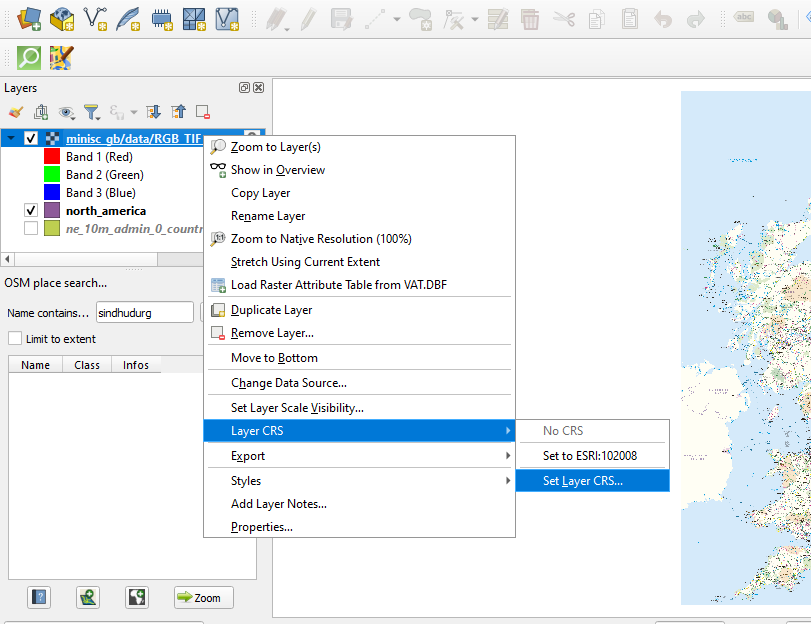 abc
Layers
minisc_gb/data/RGB_TIF
Band 1 (Red)
Band 2 (Green)
Band 3 (Blue)
north_america
ne_10m_admin_0_countr
OSM place search...
Name contains...
sindhudurg
Limit to extent
Name
Class
Infos
Zoom
Zoom to Layer(s)
Show in Overview
Copy Layer
Rename Layer
Zoom to Native Resolution (100%)
Stretch Using Current Extent
Load Raster Attribute Table from VAT.DBF
Duplicate Layer
Remove Layer...
Move to Bottom
Change Data Source...
Set Layer Scale Visibility...
Layer CRS
Export
Styles
Add Layer Notes...
Properties...
No CRS
Set to ESRI:102008
Set Layer CRS...